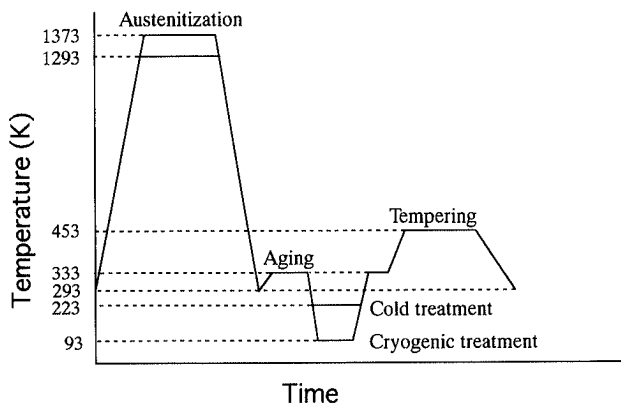 Austenitization
1373
1293
Temperature (K)
453
Tempering
Aging
333
293
223
Cold treatment
93
Cryogenic treatment
Time